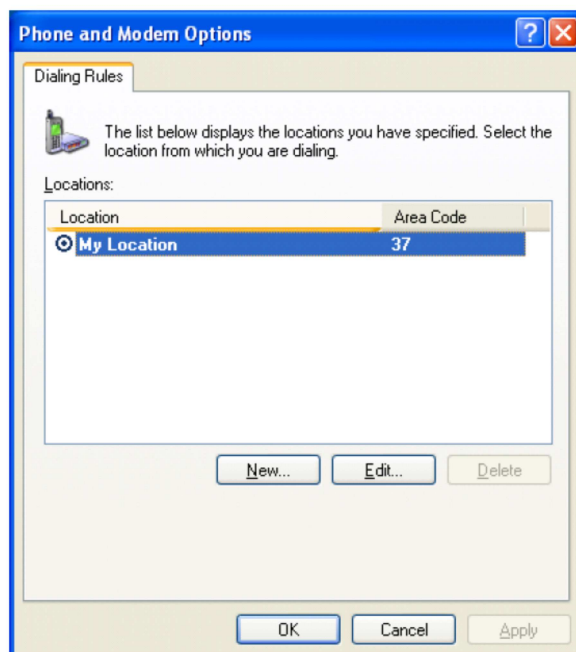 Phone and Modem Options
Dialing Rules
The list below displays the locations you have specified. Select the
location from which you are dialing.
Locations:
Location Area Code
My Location 37
New... Edit... Delete
OK Cancel Apply